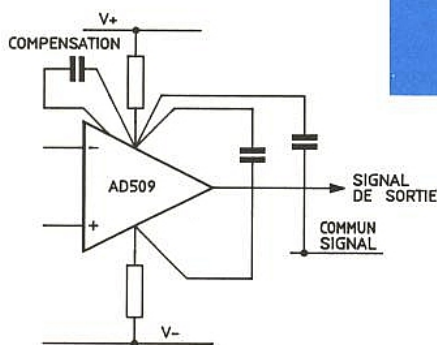 V+
COMPENSATION
−
AD509
+
SIGNAL
DE SORTIE
COMMUN
SIGNAL
V−